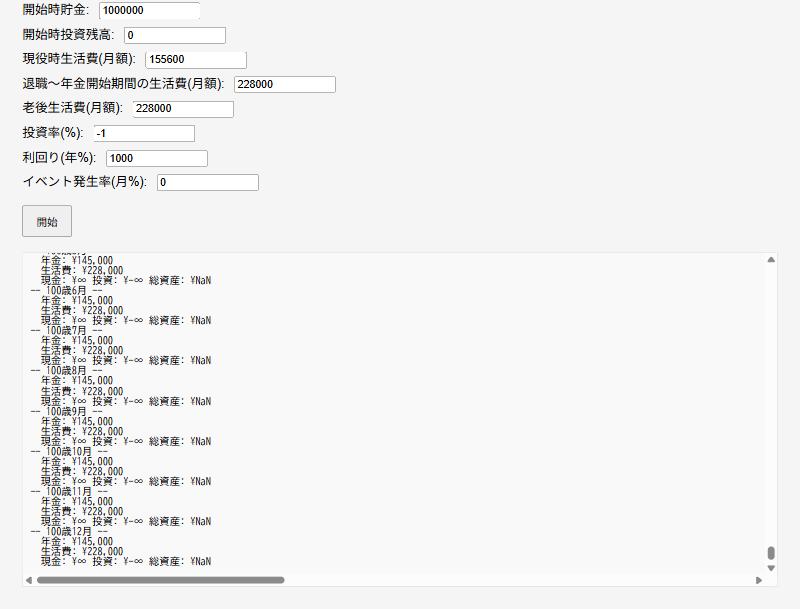 開始時貯金: 1000000
開始時投資残高: 0
現役時生活費(月額): 155600
退職～年金開始期間の生活費(月額): 228000
老後生活費(月額): 228000
投資率(%): -1
利回り(年%): 1000
イベント発生率(月%): 0
開始
年金: ¥145,000
生活費: ¥228,000
現金: ¥∞ 投資: ¥-∞ 総資産: ¥NaN
-- 100歳6月 --
年金: ¥145,000
生活費: ¥228,000
現金: ¥∞ 投資: ¥-∞ 総資産: ¥NaN
-- 100歳7月 --
年金: ¥145,000
生活費: ¥228,000
現金: ¥∞ 投資: ¥-∞ 総資産: ¥NaN
-- 100歳8月 --
年金: ¥145,000
生活費: ¥228,000
現金: ¥∞ 投資: ¥-∞ 総資産: ¥NaN
-- 100歳9月 --
年金: ¥145,000
生活費: ¥228,000
現金: ¥∞ 投資: ¥-∞ 総資産: ¥NaN
-- 100歳10月 --
年金: ¥145,000
生活費: ¥228,000
現金: ¥∞ 投資: ¥-∞ 総資産: ¥NaN
-- 100歳11月 --
年金: ¥145,000
生活費: ¥228,000
現金: ¥∞ 投資: ¥-∞ 総資産: ¥NaN
-- 100歳12月 --
年金: ¥145,000
生活費: ¥228,000
現金: ¥∞ 投資: ¥-∞ 総資産: ¥NaN